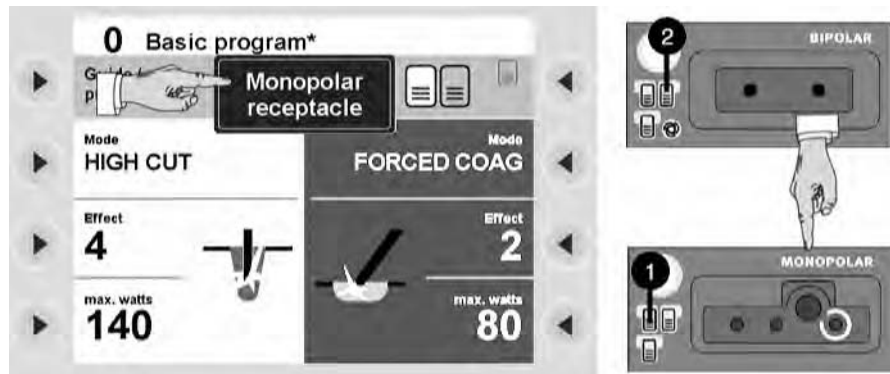 0 Basic program*
Monopolar
receptacle
Mode
HIGH CUT
Effect
4
max. watts
140
Mode
FORCED COAG
Effect
2
max. watts
80
2
BIPOLAR
1
MONOPOLAR